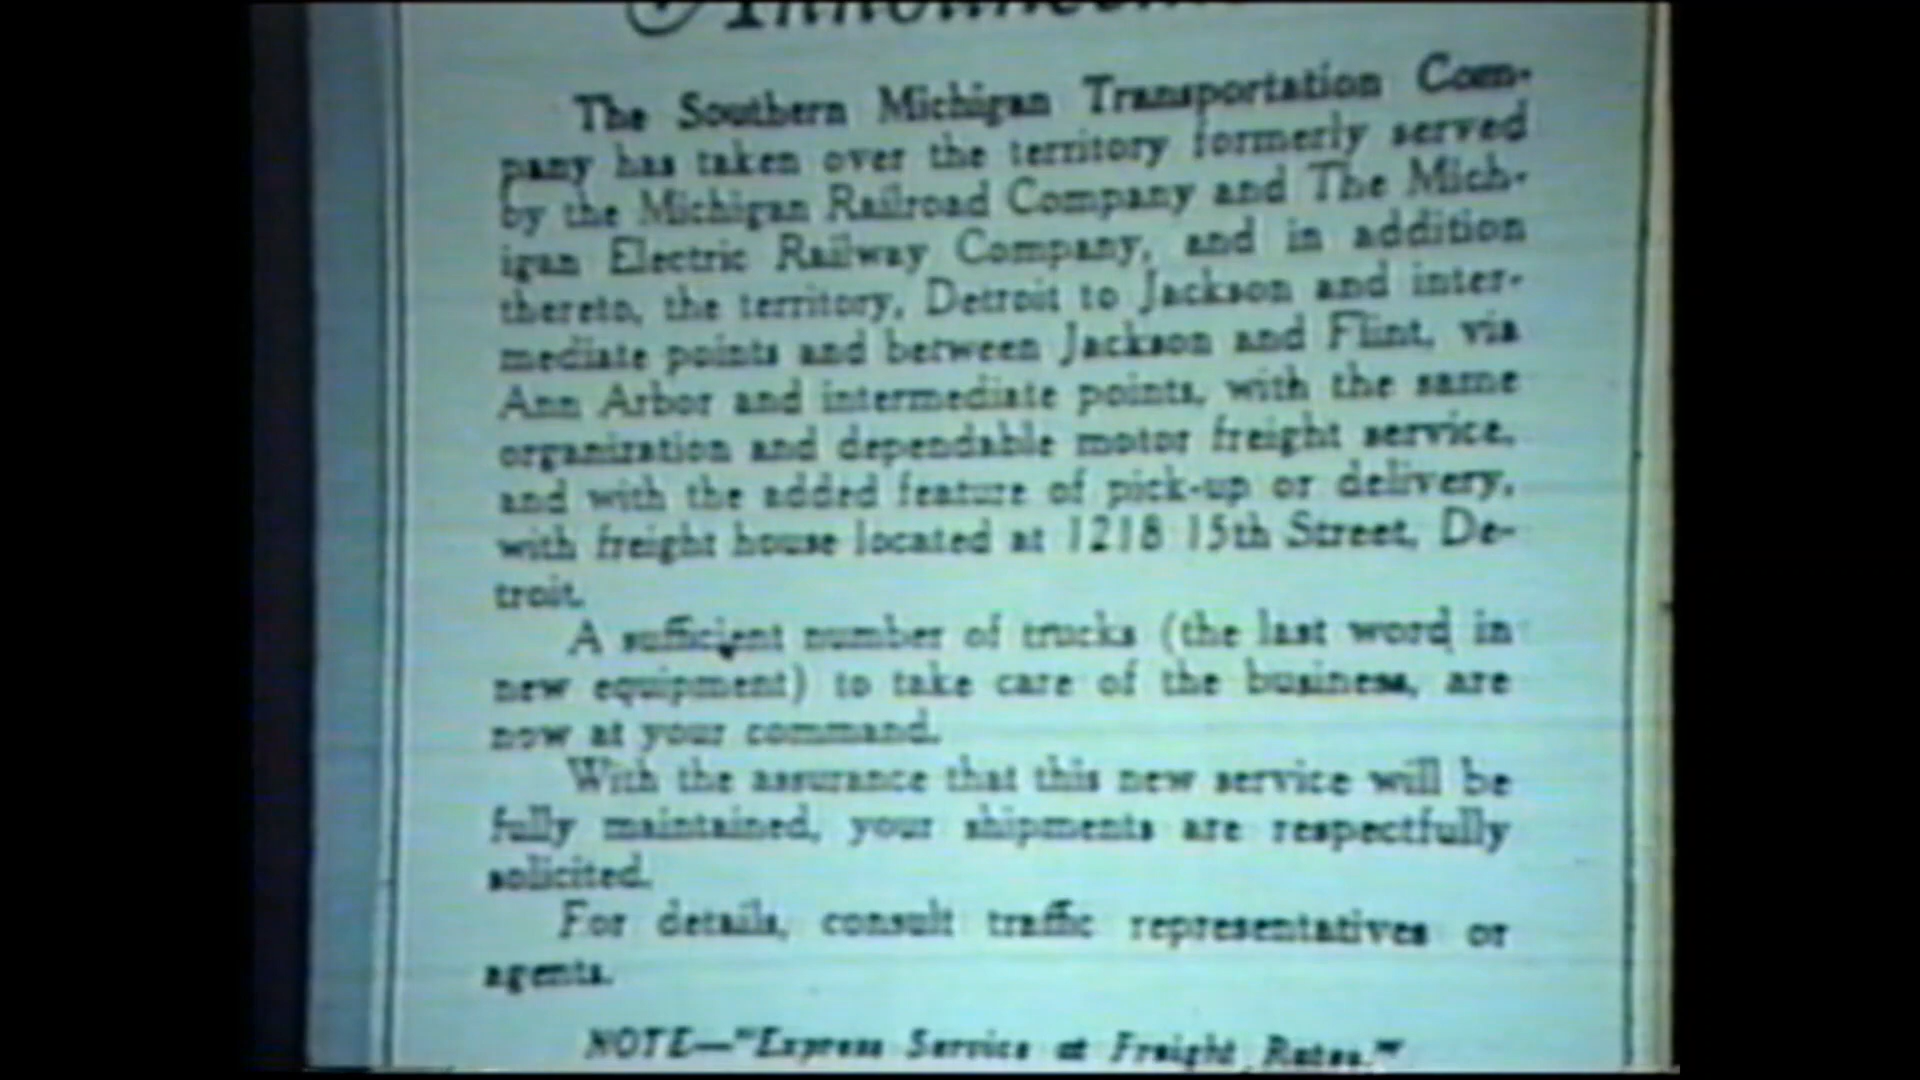 The Southern Michigan Transportation Com-
pany has taken over the territory formerly served
by the Michigan Railroad Company and The Mich-
igan Electric Railway Company, and in addition
thereto, the territory, Detroit to Jackson and inter-
mediate points and between Jackson and Flint, via
Ann Arbor and intermediate points, with the same
organization and dependable motor freight service,
and with the added feature of pick-up or delivery,
with freight house located at 1218 15th Street, De-
troit.
A sufficient number of trucks (the last word in
new equipment) to take care of the business, are
now at your command.
With the assurance that this new service will be
fully maintained, your shipments are respectfully
solicited.
For details, consult traffic representatives or
agents.
NOTE—"Express Service at Freight Rates."